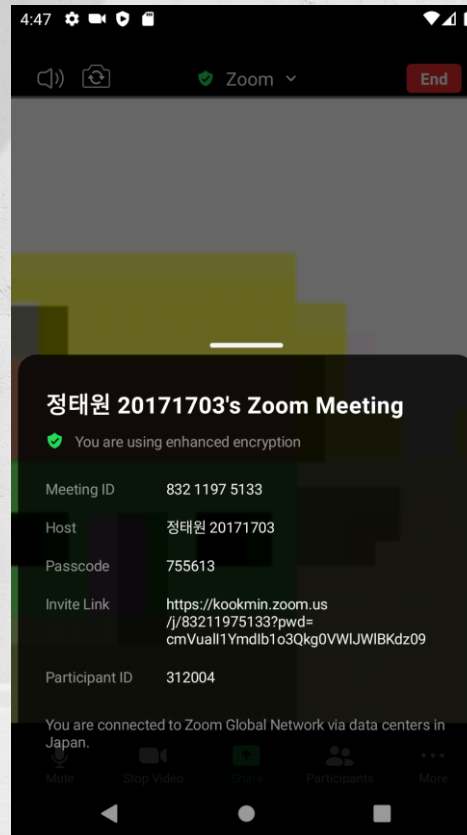 4:47
Zoom
End
정태원 20171703's Zoom Meeting
You are using enhanced encryption
Meeting ID 832 1197 5133
Host 정태원 20171703
Passcode 755613
Invite Link https://kookmin.zoom.us
/j/83211975133?pwd=
cmVuall1Ymdlb1o3Qkg0VWlJWlBKdz09
Participant ID 312004
You are connected to Zoom Global Network via data centers in
Japan.
Mute Stop Video Share Participants More